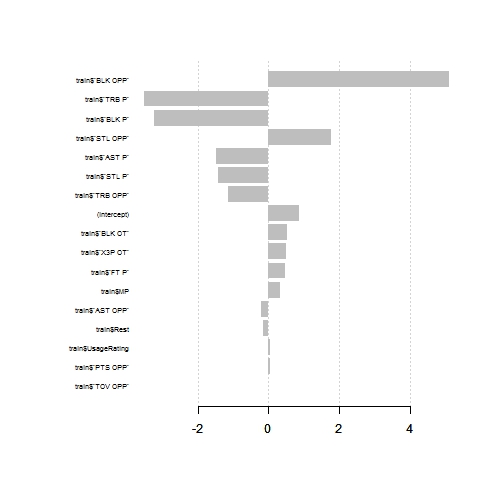 train$`BLK OPP`
train$`TRB P`
train$`BLK P`
train$`STL OPP`
train$`AST P`
train$`STL P`
train$`TRB OPP`
(Intercept)
train$`BLK OT`
train$`X3P OT`
train$`FT P`
train$MP
train$`AST OPP`
train$Rest
train$UsageRating
train$`PTS OPP`
train$`TOV OPP`
-2 0 2 4